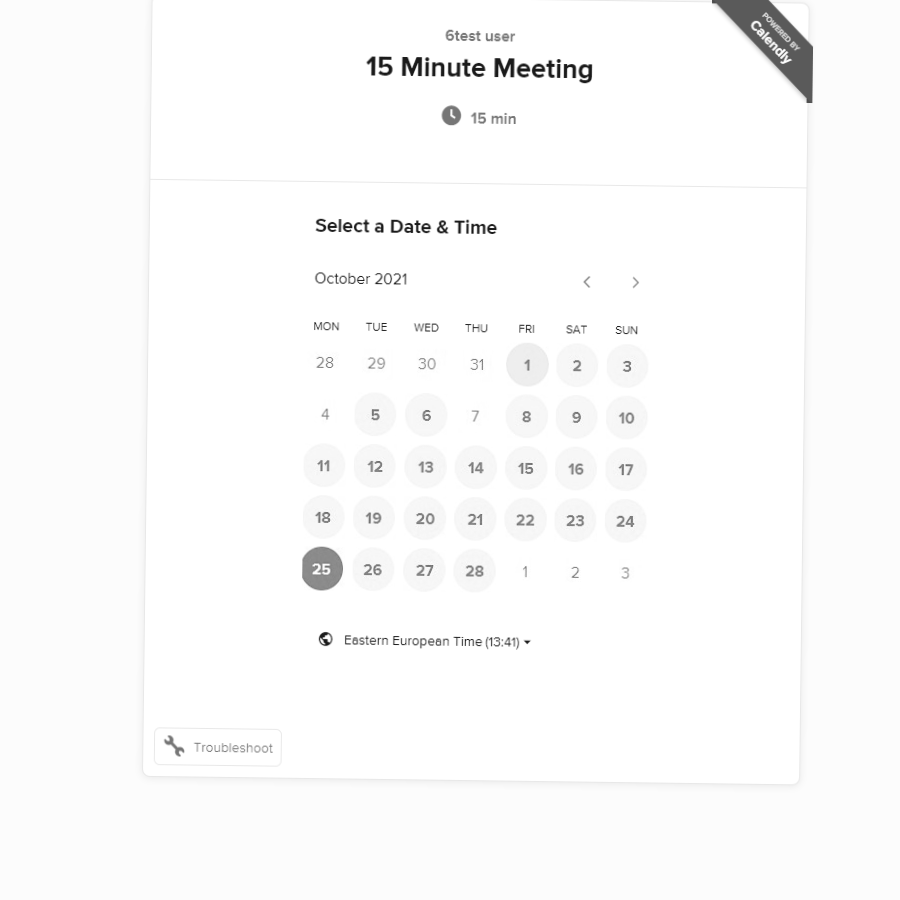 POWERED BY
Calendly
6test user
15 Minute Meeting
15 min
Select a Date & Time
October 2021
MON TUE WED THU FRI SAT SUN
28 29 30 31 1 2 3
4 5 6 7 8 9 10
11 12 13 14 15 16 17
18 19 20 21 22 23 24
25 26 27 28 1 2 3
Eastern European Time (13:41)
Troubleshoot